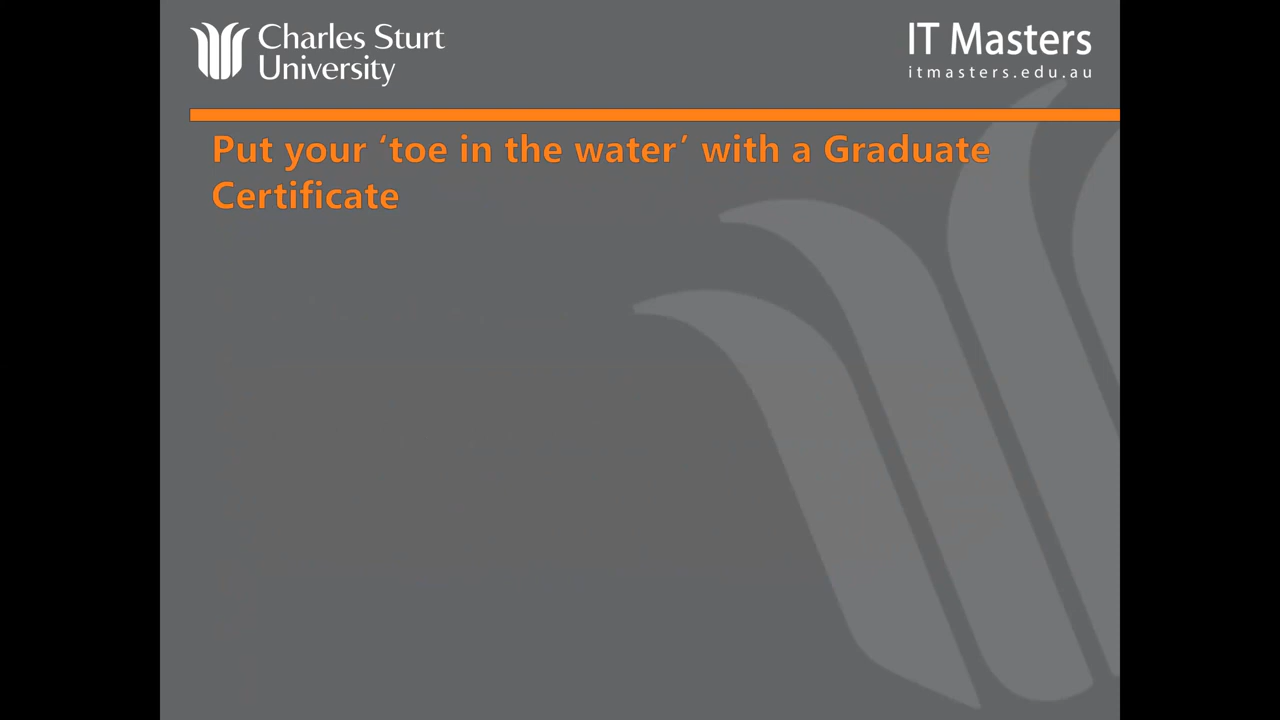 Charles Sturt
University
IT Masters
itmasters.edu.au
Put your ‘toe in the water’ with a Graduate
Certificate